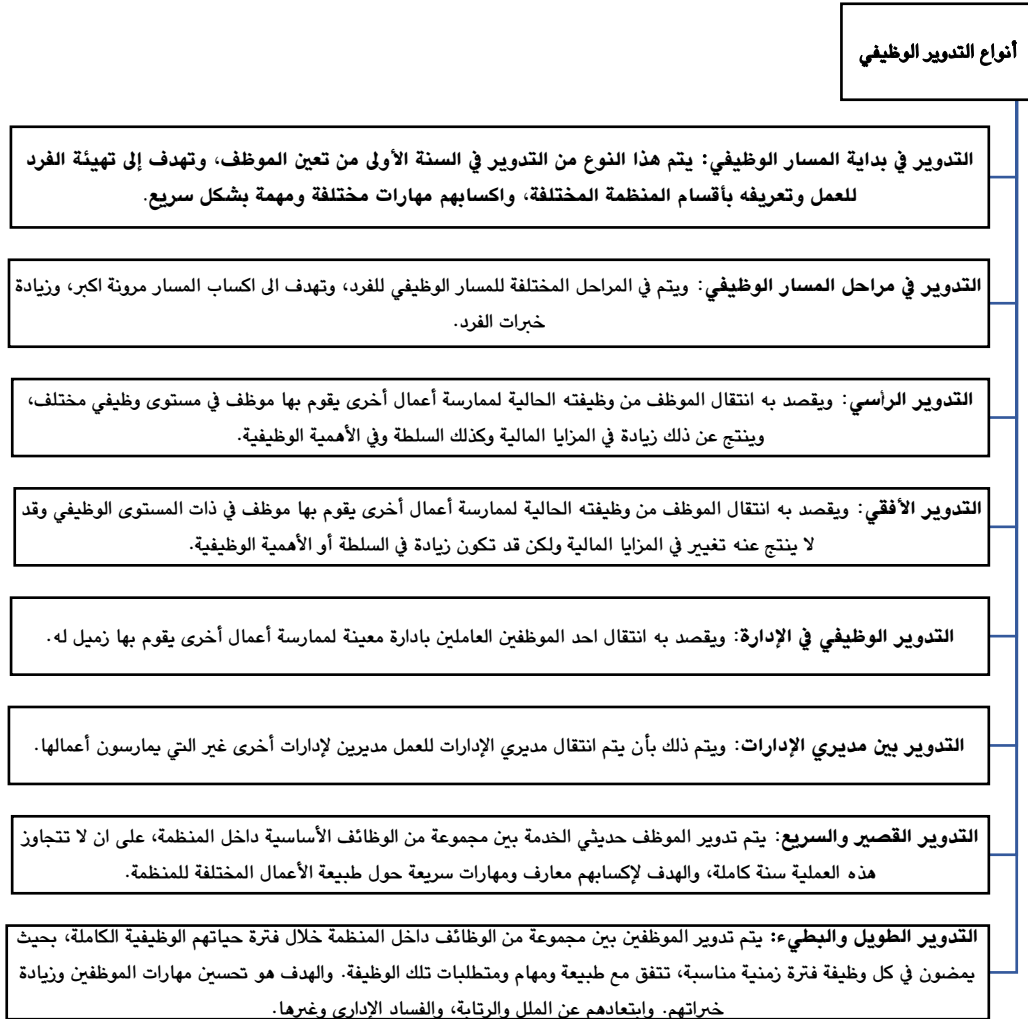 أنواع التدوير الوظيفي
التدوير في بداية المسار الوظيفي: يتم هذا النوع من التدوير في السنة الأولى من تعين الموظف، وتهدف إلى تهيئة الفرد
للعمل وتعريفه بأقسام المنظمة المختلفة، واكسابهم مهارات مختلفة ومهمة بشكل سريع.
التدوير في مراحل المسار الوظيفي: ويتم في المراحل المختلفة للمسار الوظيفي للفرد، وتهدف الى اكساب المسار مرونة اكبر، وزيادة
خبرات الفرد.
التدوير الرأسي: ويقصد به انتقال الموظف من وظيفته الحالية لممارسة أعمال أخرى يقوم بها موظف في مستوى وظيفي مختلف،
وينتج عن ذلك زيادة في المزايا المالية وكذلك السلطة وفي الأهمية الوظيفية.
التدوير الأفقي: ويقصد به انتقال الموظف من وظيفته الحالية لممارسة أعمال أخرى يقوم بها موظف في ذات المستوى الوظيفي وقد
لا ينتج عنه تغيير في المزايا المالية ولكن قد تكون زيادة في السلطة أو الأهمية الوظيفية.
التدوير الوظيفي في الإدارة: ويقصد به انتقال احد الموظفين العاملين بادارة معينة لممارسة أعمال أخرى يقوم بها زميل له.
التدوير بين مديري الإدارات: ويتم ذلك بأن يتم انتقال مديري الإدارات للعمل مديرين لإدارات أخرى غير التي يمارسون أعمالها.
التدوير القصير والسريع: يتم تدوير الموظف حديثي الخدمة بين مجموعة من الوظائف الأساسية داخل المنظمة، على ان لا تتجاوز
هذه العملية سنة كاملة، والهدف لإكسابهم معارف ومهارات سريعة حول طبيعة الأعمال المختلفة للمنظمة.
التدوير الطويل والبطيء: يتم تدوير الموظفين بين مجموعة من الوظائف داخل المنظمة خلال فترة حياتهم الوظيفية الكاملة، بحيث
يمضون في كل وظيفة فترة زمنية مناسبة، تتفق مع طبيعة ومهام ومتطلبات تلك الوظيفة. والهدف هو تحسين مهارات الموظفين وزيادة
خبراتهم. وابتعادهم عن الملل والرتابة، والفساد الإداري وغيرها.